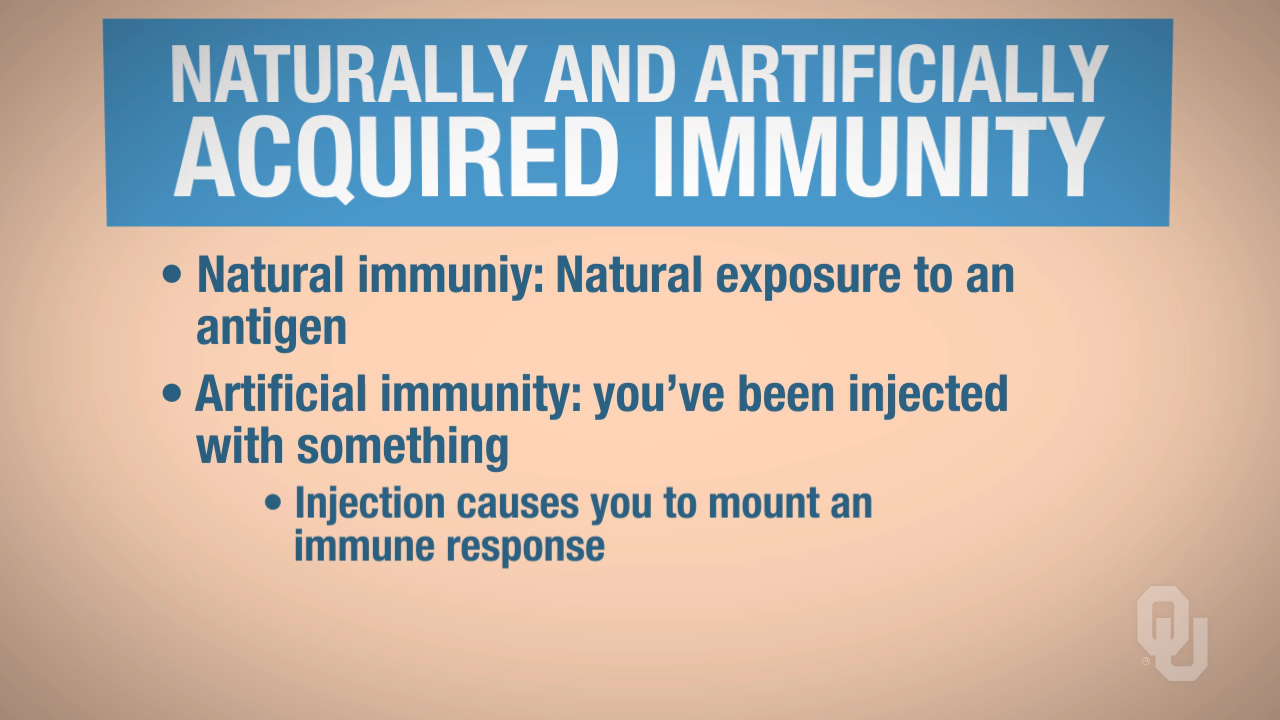 NATURALLY AND ARTIFICIALLY
ACQUIRED IMMUNITY
• Natural immuniy: Natural exposure to an
antigen
• Artificial immunity: you’ve been injected
with something
• Injection causes you to mount an
immune response
OU
®